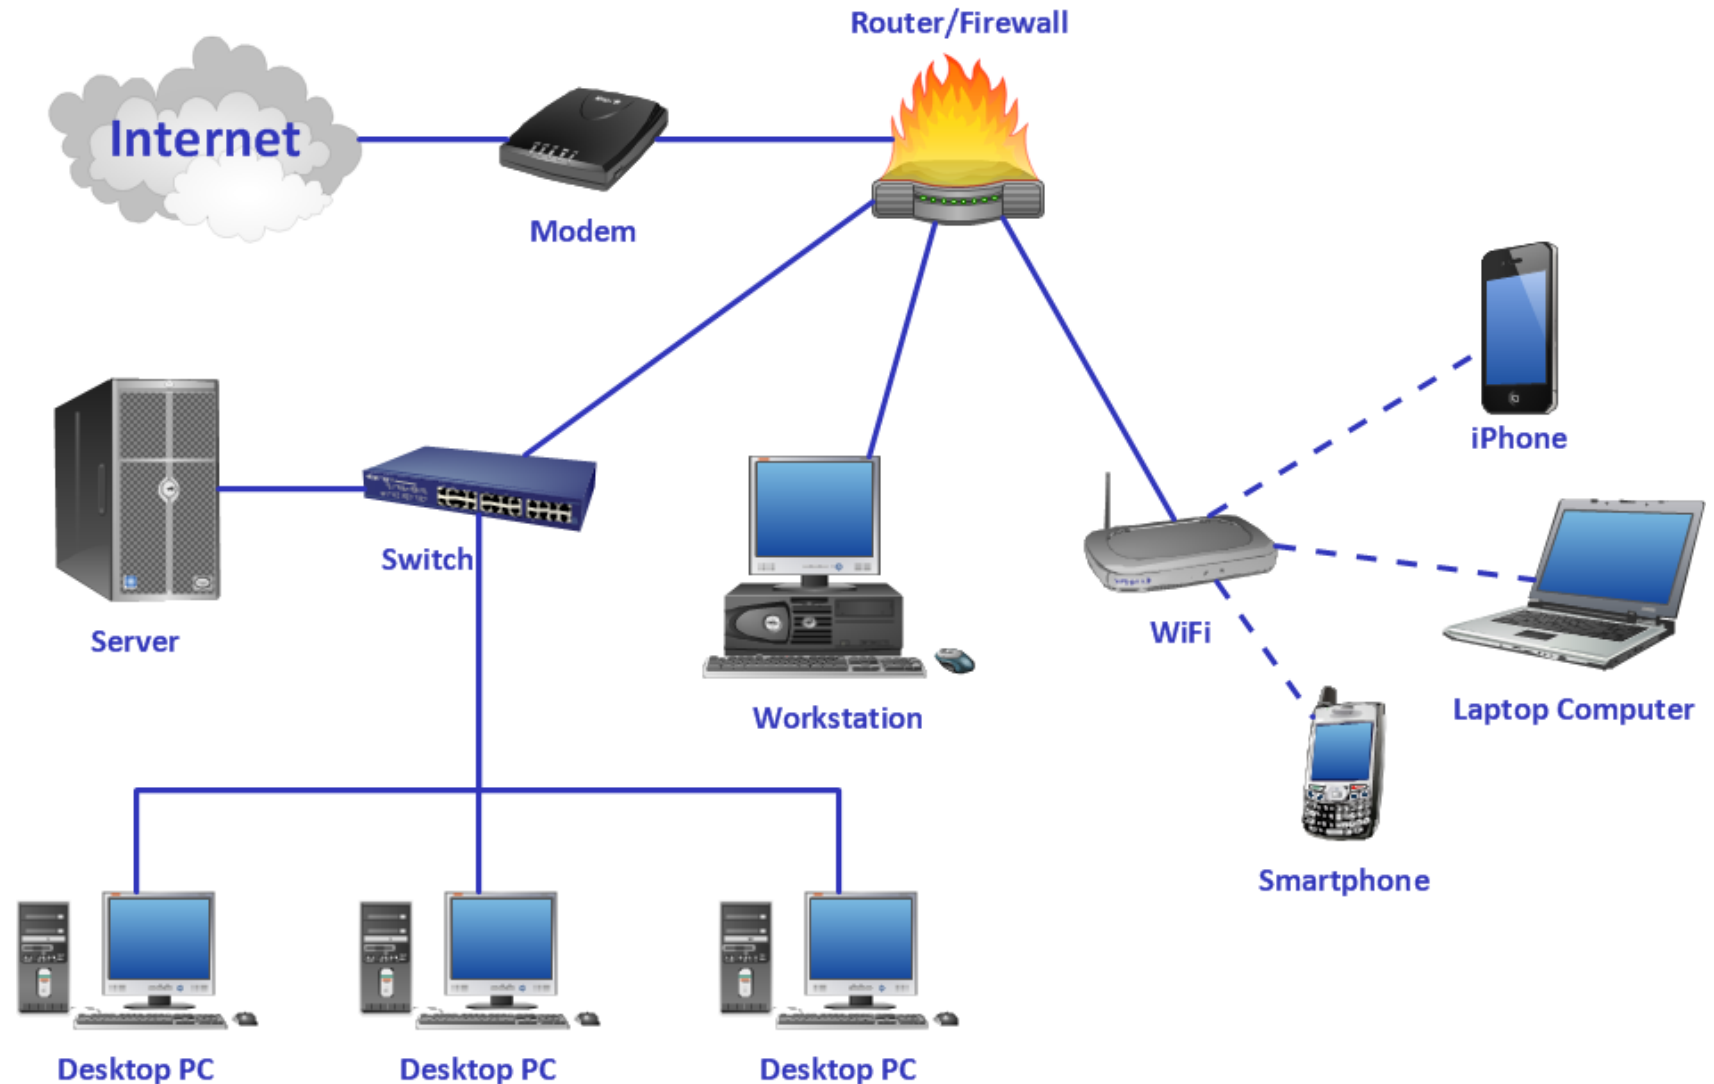 Router/Firewall
Internet
Modem
iPhone
Switch
Server
WiFi
Workstation
Laptop Computer
Smartphone
Desktop PC
Desktop PC
Desktop PC